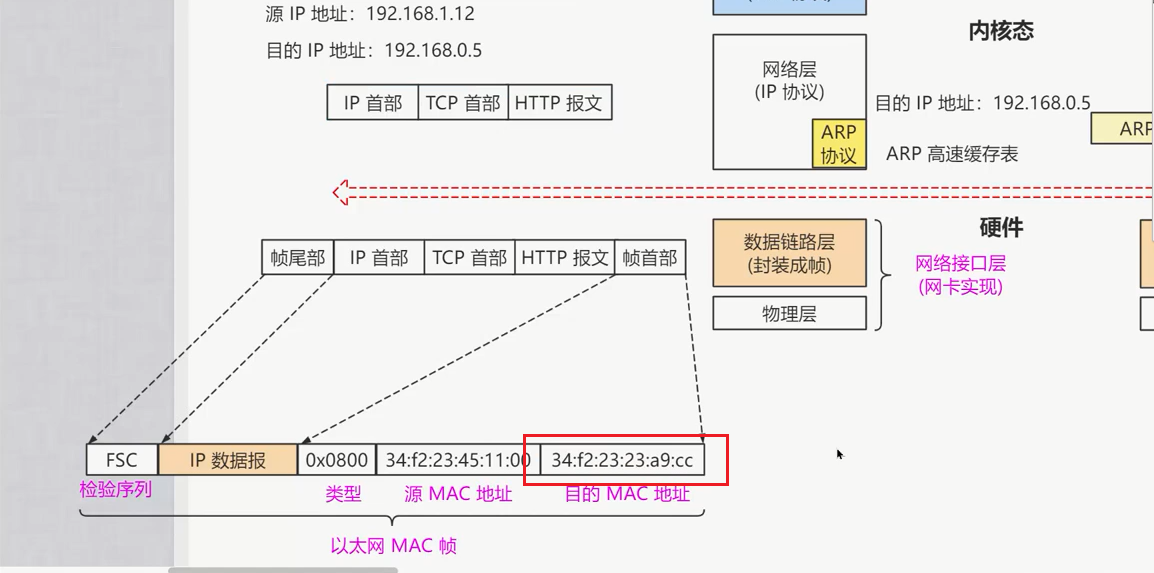 源 IP 地址：192.168.1.12
目的 IP 地址：192.168.0.5
IP 首部 TCP 首部 HTTP 报文
网络层
(IP 协议)
ARP
协议
内核态
目的 IP 地址：192.168.0.5
ARP
ARP 高速缓存表
帧尾部 IP 首部 TCP 首部 HTTP 报文 帧首部
数据链路层
(封装成帧)
物理层
硬件
网络接口层
(网卡实现)
FSC IP 数据报 0x0800 34:f2:23:45:11:00 34:f2:23:23:a9:cc
检验序列 类型 源 MAC 地址 目的 MAC 地址
以太网 MAC 帧